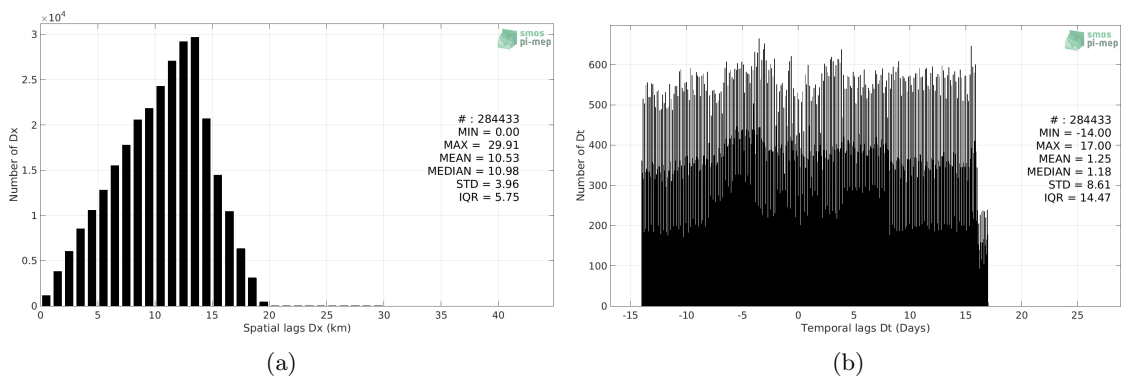 ×10⁴
3
2.5
2
1.5
1
0.5
0
Number of Dx
0 5 10 15 20 25 30 35 40
Spatial lags Dx (km)
smos
pi-mep
# : 284433
MIN = 0.00
MAX = 29.91
MEAN = 10.53
MEDIAN = 10.98
STD = 3.96
IQR = 5.75
(a)
600
500
400
300
200
100
0
Number of Dt
-15 -10 -5 0 5 10 15 20 25
Temporal lags Dt (Days)
smos
pi-mep
# : 284433
MIN = -14.00
MAX = 17.00
MEAN = 1.25
MEDIAN = 1.18
STD = 8.61
IQR = 14.47
(b)